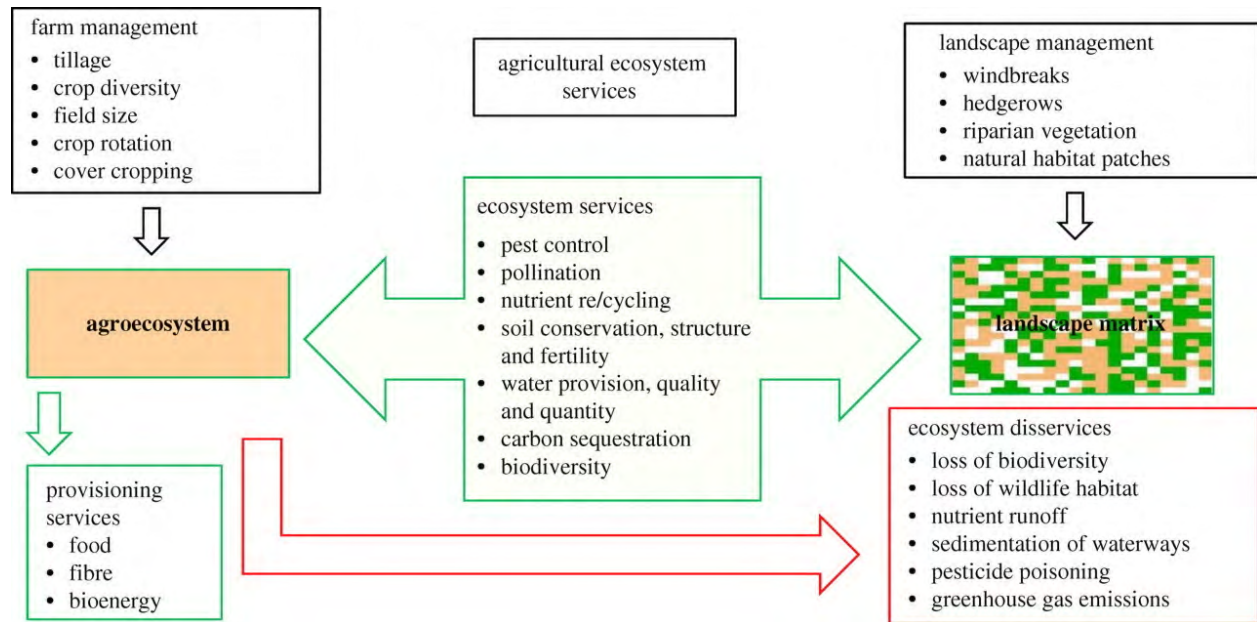 farm management
• tillage
• crop diversity
• field size
• crop rotation
• cover cropping
agricultural ecosystem
services
landscape management
• windbreaks
• hedgerows
• riparian vegetation
• natural habitat patches
agroecosystem
ecosystem services
• pest control
• pollination
• nutrient re/cycling
• soil conservation, structure
and fertility
• water provision, quality
and quantity
• carbon sequestration
• biodiversity
landscape matrix
provisioning
services
• food
• fibre
• bioenergy
ecosystem disservices
• loss of biodiversity
• loss of wildlife habitat
• nutrient runoff
• sedimentation of waterways
• pesticide poisoning
• greenhouse gas emissions